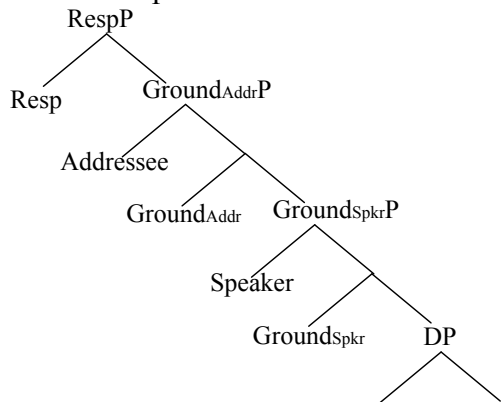 RespP
Resp GroundAddrP
Addressee
GroundAddr GroundSpkrP
Speaker
GroundSpkr DP